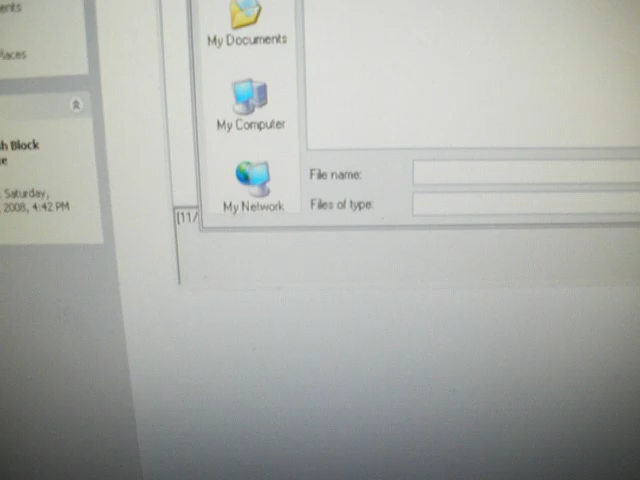 ents
laces
sh Block
e
Saturday,
2008, 4:42 PM
My Documents
My Computer
My Network
File name:
Files of type:
[11/